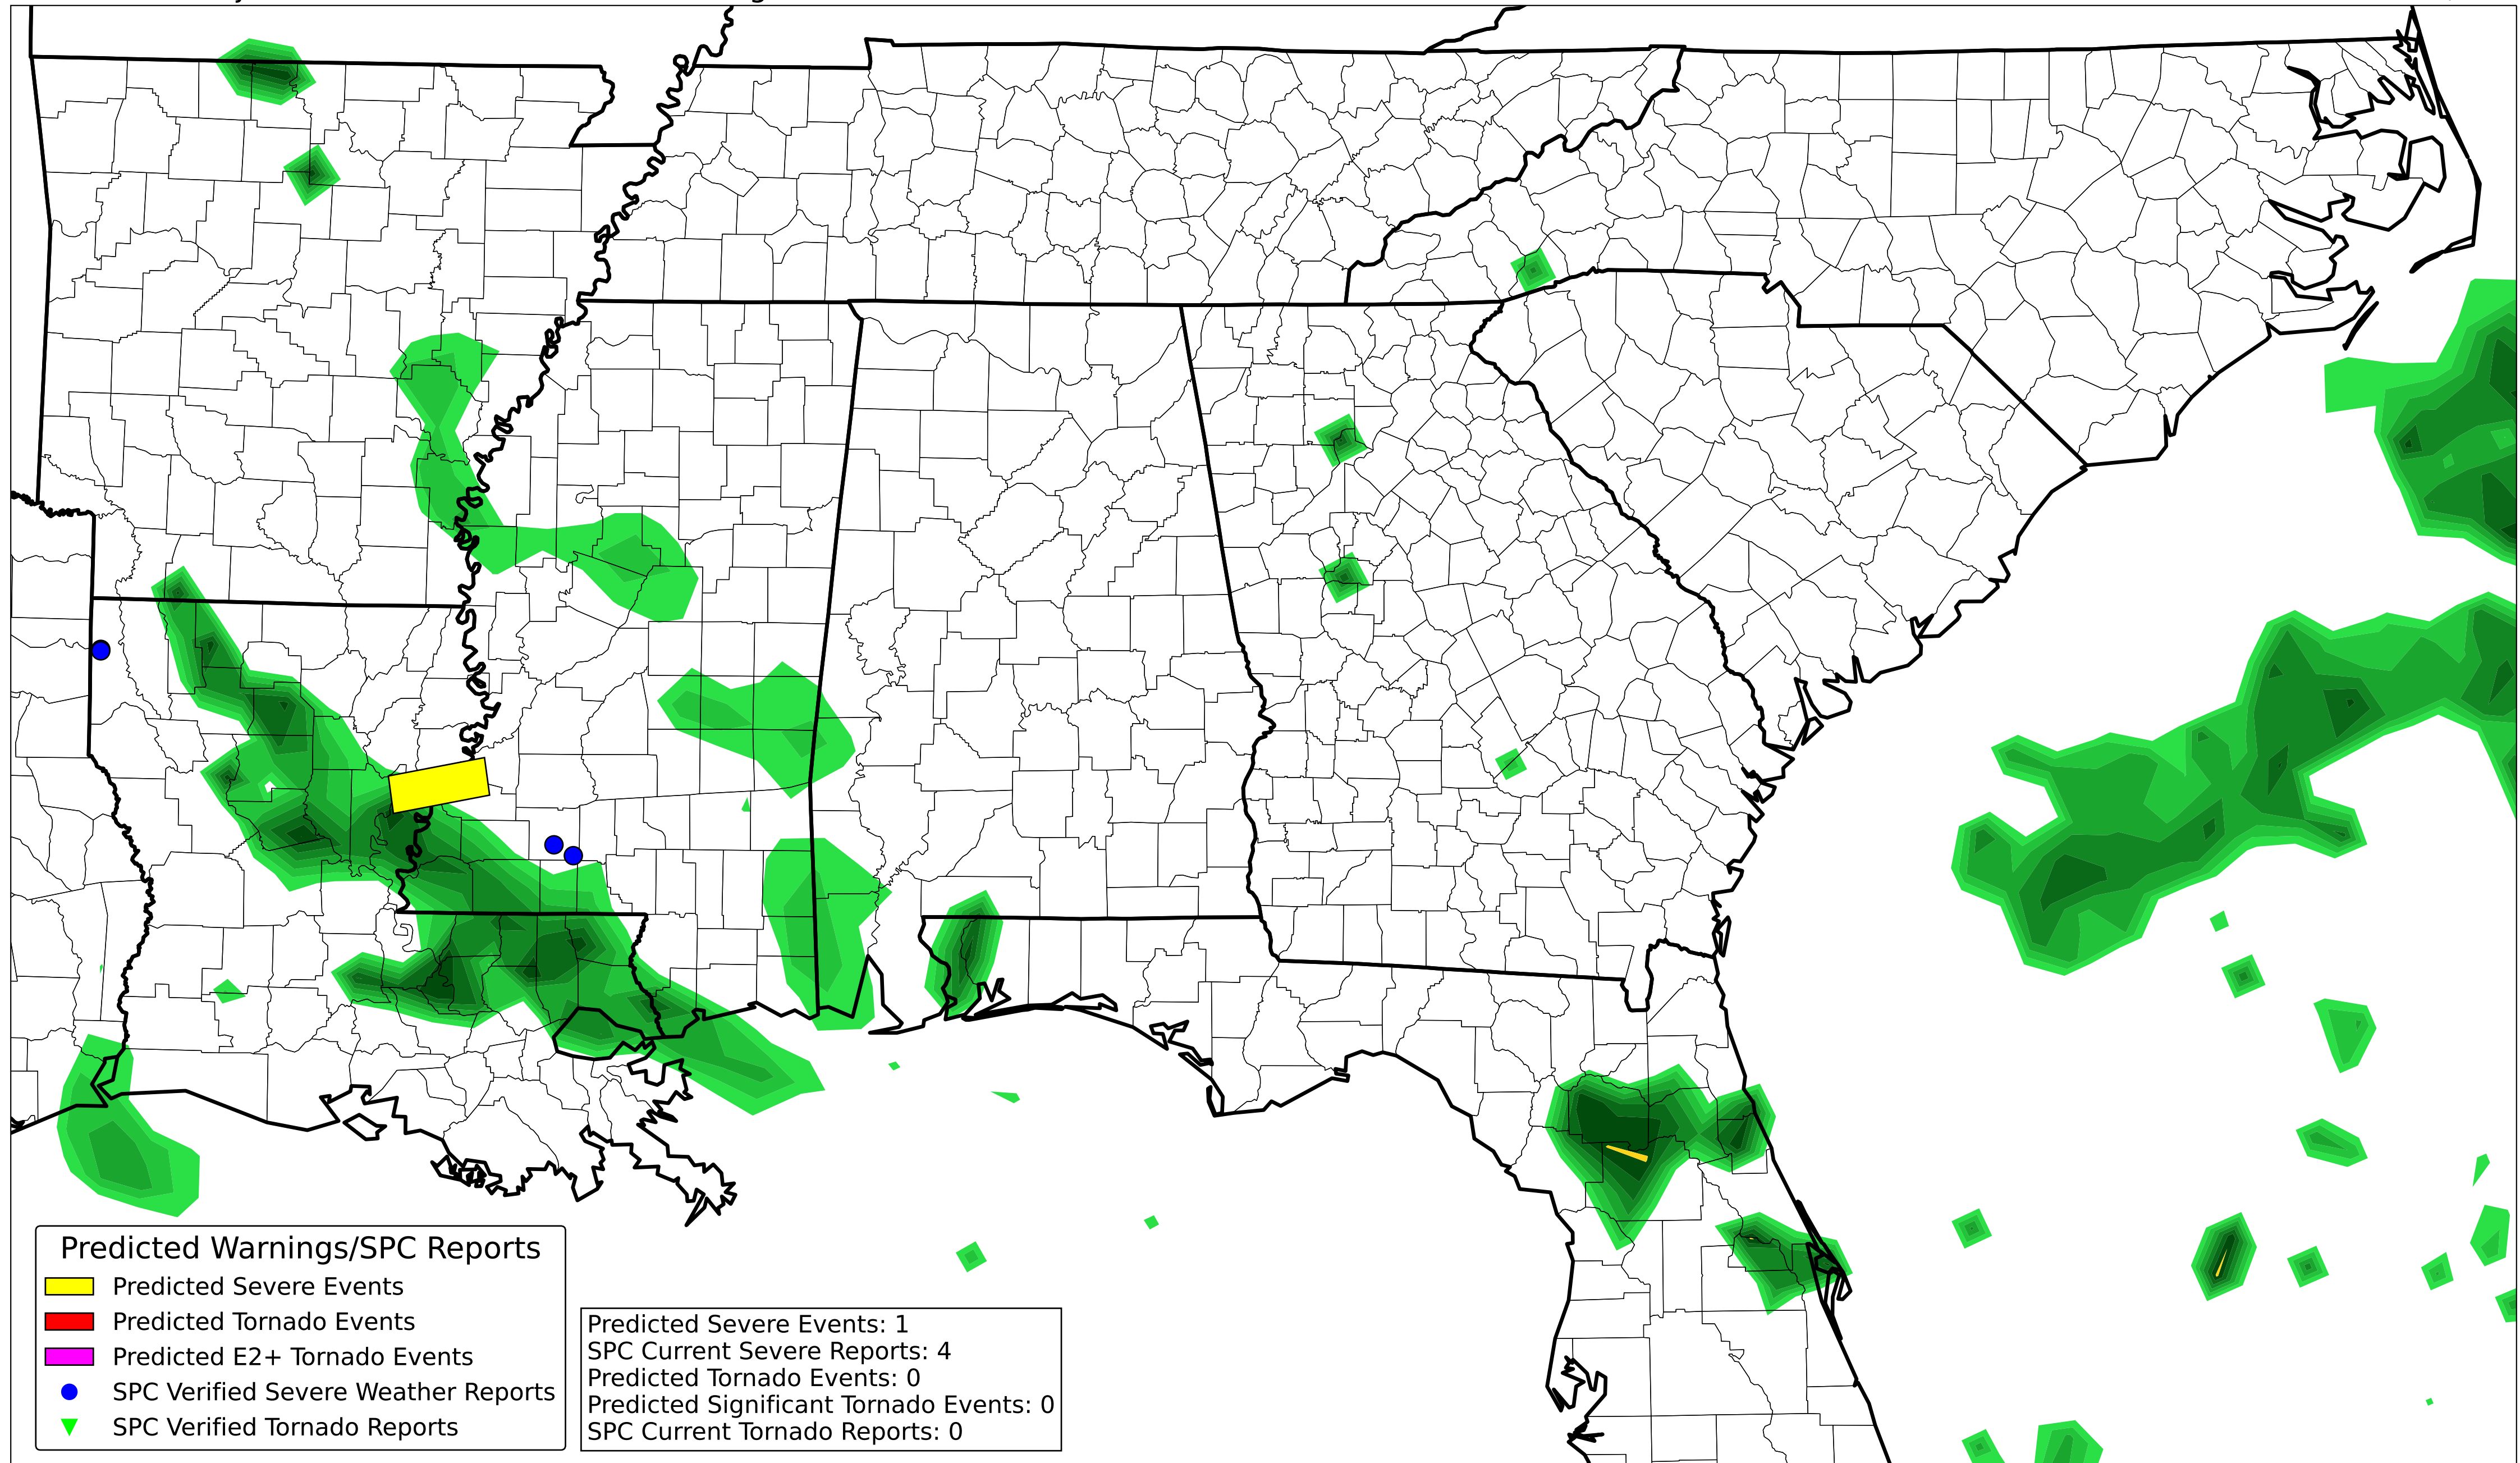 Predicted Warnings/SPC Reports
Predicted Severe Events
Predicted Tornado Events
Predicted E2+ Tornado Events
SPC Verified Severe Weather Reports
SPC Verified Tornado Reports
Predicted Severe Events: 1
SPC Current Severe Reports: 4
Predicted Tornado Events: 0
Predicted Significant Tornado Events: 0
SPC Current Tornado Reports: 0